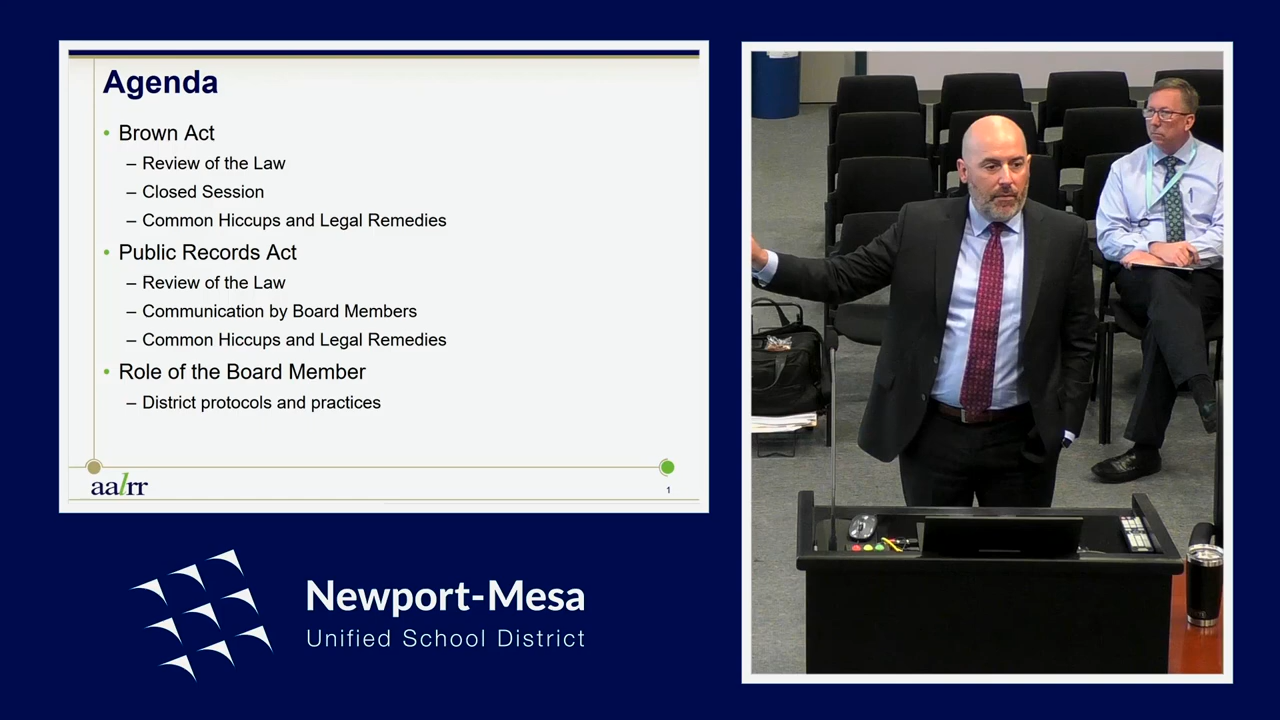 Agenda
• Brown Act
– Review of the Law
– Closed Session
– Common Hiccups and Legal Remedies
• Public Records Act
– Review of the Law
– Communication by Board Members
– Common Hiccups and Legal Remedies
• Role of the Board Member
– District protocols and practices
aalrr
1
Newport-Mesa
Unified School District